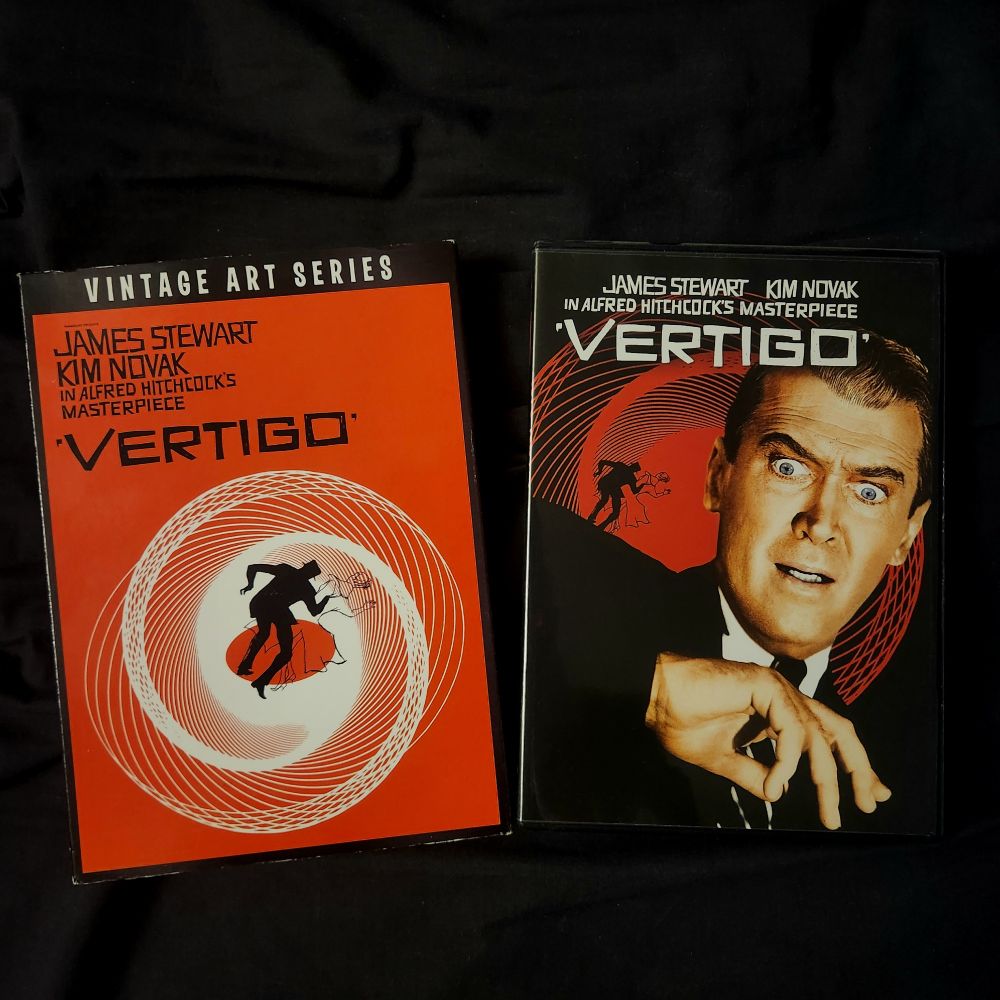 VINTAGE ART SERIES
JAMES STEWART
KIM NOVAK
IN ALFRED HITCHCOCK'S
MASTERPIECE
'VERTIGO'
JAMES STEWART KIM NOVAK
IN ALFRED HITCHCOCK'S MASTERPIECE
'VERTIGO'